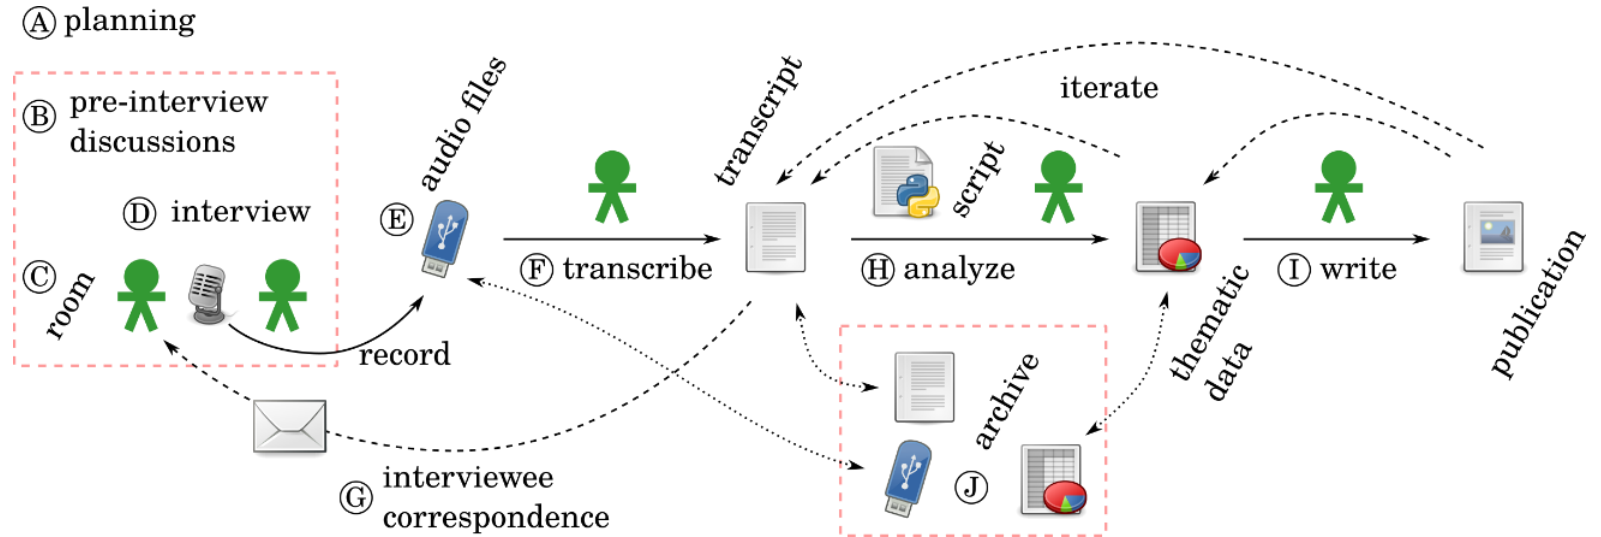 A planning
B pre-interview
discussions
D interview
C room
record
E audio files
F transcribe
transcript
G interviewee
correspondence
iterate
script
H analyze
thematic
data
I write
publication
archive
J